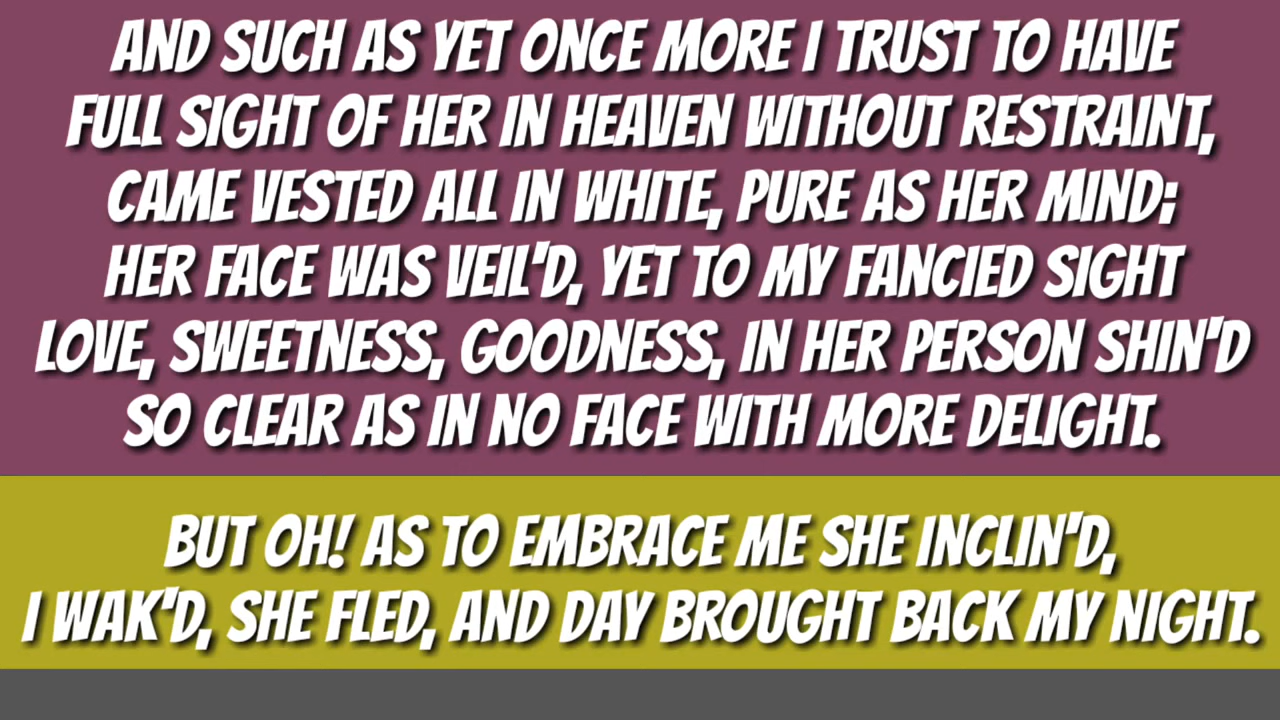 AND SUCH AS YET ONCE MORE I TRUST TO HAVE
FULL SIGHT OF HER IN HEAVEN WITHOUT RESTRAINT,
CAME VESTED ALL IN WHITE, PURE AS HER MIND;
HER FACE WAS VEIL'D, YET TO MY FANCIED SIGHT
LOVE, SWEETNESS, GOODNESS, IN HER PERSON SHIN'D
SO CLEAR AS IN NO FACE WITH MORE DELIGHT.
BUT OH! AS TO EMBRACE ME SHE INCLIN'D,
I WAK'D, SHE FLED, AND DAY BROUGHT BACK MY NIGHT.